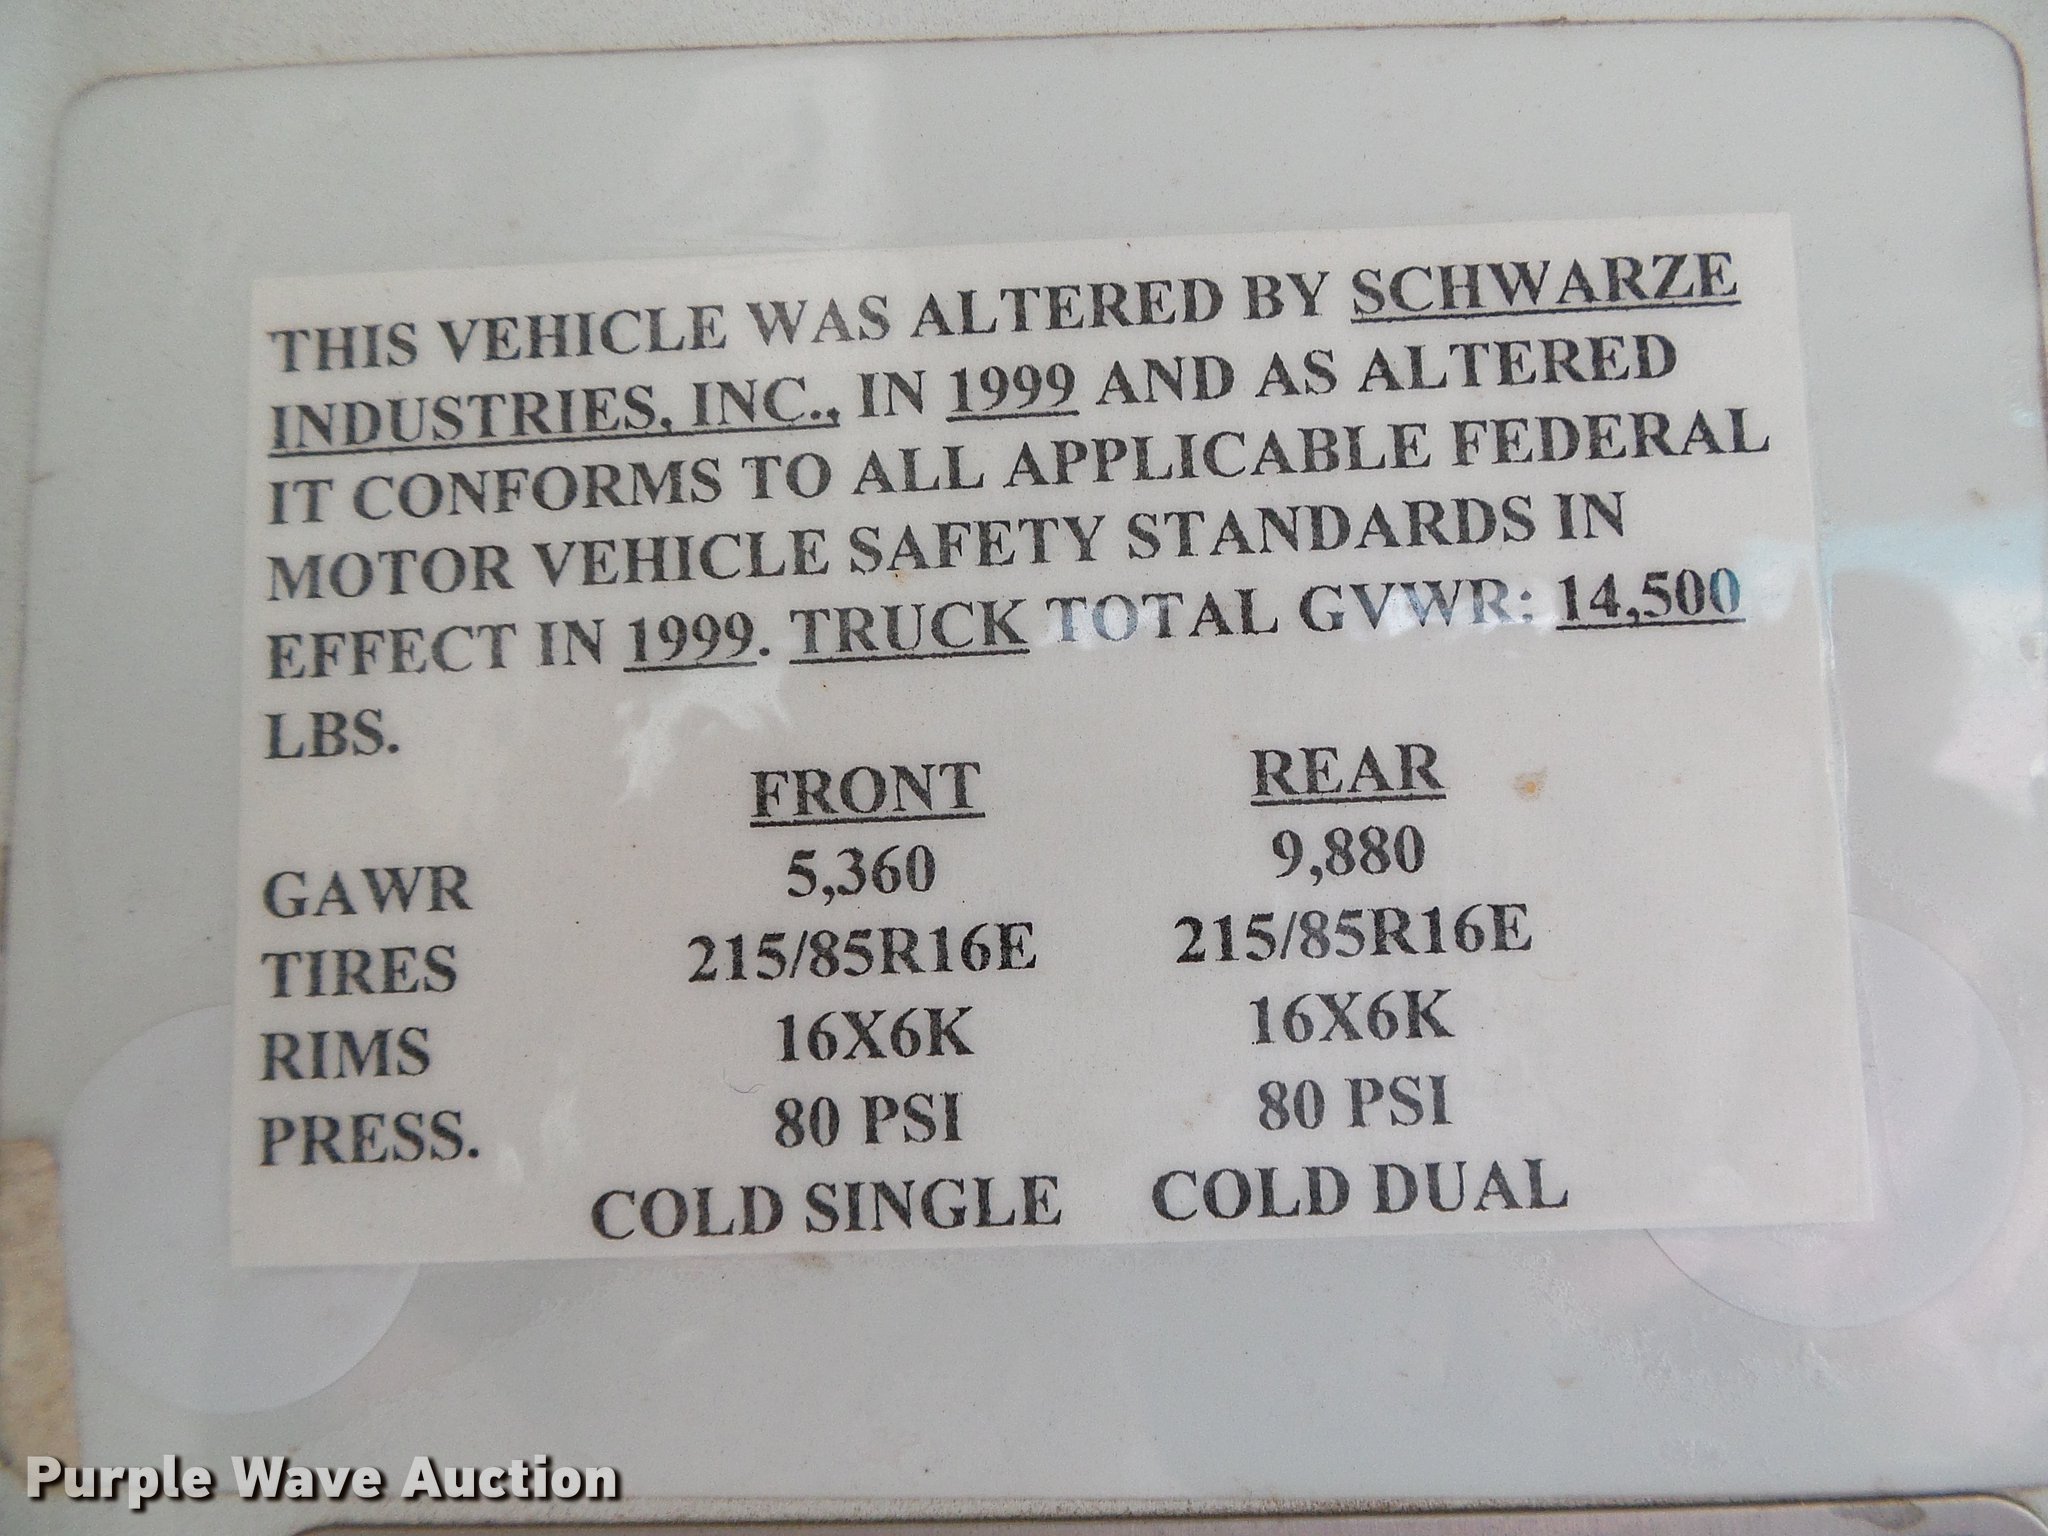 THIS VEHICLE WAS ALTERED BY SCHWARZE
INDUSTRIES, INC., IN 1999 AND AS ALTERED
IT CONFORMS TO ALL APPLICABLE FEDERAL
MOTOR VEHICLE SAFETY STANDARDS IN
EFFECT IN 1999. TRUCK TOTAL GVWR: 14,500
LBS.
FRONT REAR
GAWR 5,360 9,880
TIRES 215/85R16E 215/85R16E
RIMS 16X6K 16X6K
PRESS. 80 PSI 80 PSI
COLD SINGLE COLD DUAL
Purple Wave Auction